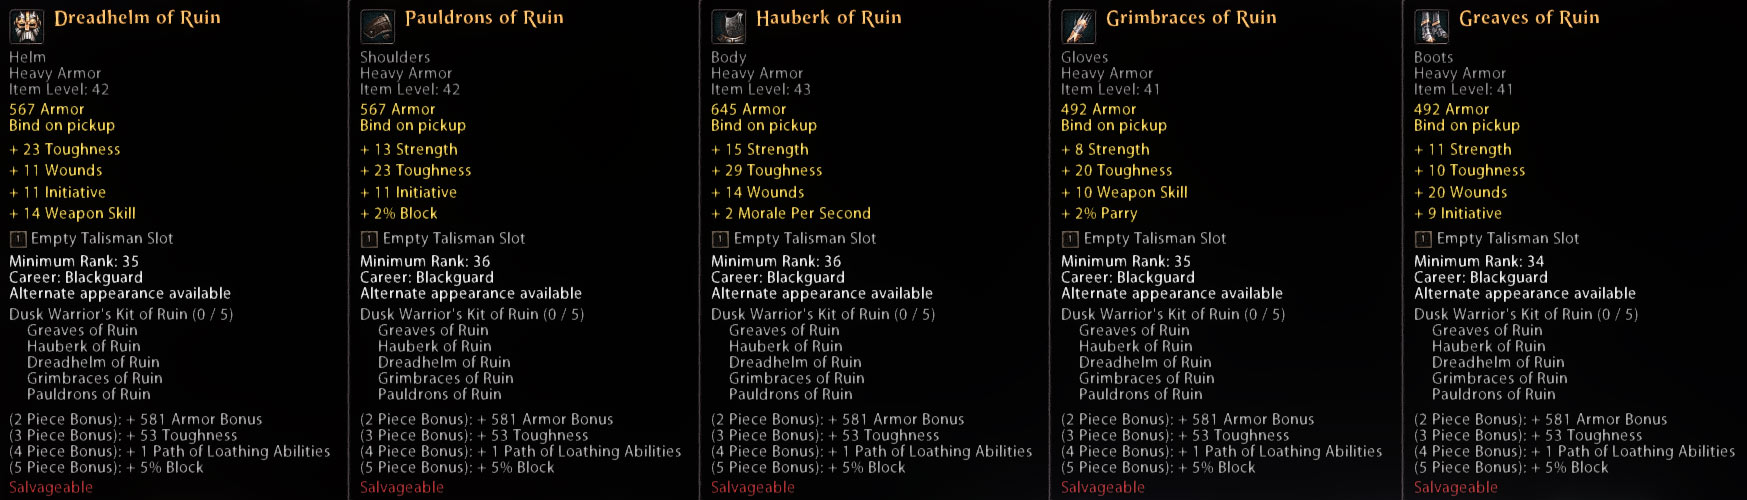 Dreadhelm of Ruin
Helm
Heavy Armor
Item Level: 42
567 Armor
Bind on pickup
+ 23 Toughness
+ 11 Wounds
+ 11 Initiative
+ 14 Weapon Skill
1 Empty Talisman Slot
Minimum Rank: 35
Career: Blackguard
Alternate appearance available
Dusk Warrior's Kit of Ruin (0 / 5)
Greaves of Ruin
Hauberk of Ruin
Dreadhelm of Ruin
Grimbraces of Ruin
Pauldrons of Ruin
(2 Piece Bonus): + 581 Armor Bonus
(3 Piece Bonus): + 53 Toughness
(4 Piece Bonus): + 1 Path of Loathing Abilities
(5 Piece Bonus): + 5% Block
Salvageable
Pauldrons of Ruin
Shoulders
Heavy Armor
Item Level: 42
567 Armor
Bind on pickup
+ 13 Strength
+ 23 Toughness
+ 11 Initiative
+ 2% Block
1 Empty Talisman Slot
Minimum Rank: 36
Career: Blackguard
Alternate appearance available
Dusk Warrior's Kit of Ruin (0 / 5)
Greaves of Ruin
Hauberk of Ruin
Dreadhelm of Ruin
Grimbraces of Ruin
Pauldrons of Ruin
(2 Piece Bonus): + 581 Armor Bonus
(3 Piece Bonus): + 53 Toughness
(4 Piece Bonus): + 1 Path of Loathing Abilities
(5 Piece Bonus): + 5% Block
Salvageable
Hauberk of Ruin
Body
Heavy Armor
Item Level: 43
645 Armor
Bind on pickup
+ 15 Strength
+ 29 Toughness
+ 14 Wounds
+ 2 Morale Per Second
1 Empty Talisman Slot
Minimum Rank: 36
Career: Blackguard
Alternate appearance available
Dusk Warrior's Kit of Ruin (0 / 5)
Greaves of Ruin
Hauberk of Ruin
Dreadhelm of Ruin
Grimbraces of Ruin
Pauldrons of Ruin
(2 Piece Bonus): + 581 Armor Bonus
(3 Piece Bonus): + 53 Toughness
(4 Piece Bonus): + 1 Path of Loathing Abilities
(5 Piece Bonus): + 5% Block
Salvageable
Grimbraces of Ruin
Gloves
Heavy Armor
Item Level: 41
492 Armor
Bind on pickup
+ 8 Strength
+ 20 Toughness
+ 10 Weapon Skill
+ 2% Parry
1 Empty Talisman Slot
Minimum Rank: 35
Career: Blackguard
Alternate appearance available
Dusk Warrior's Kit of Ruin (0 / 5)
Greaves of Ruin
Hauberk of Ruin
Dreadhelm of Ruin
Grimbraces of Ruin
Pauldrons of Ruin
(2 Piece Bonus): + 581 Armor Bonus
(3 Piece Bonus): + 53 Toughness
(4 Piece Bonus): + 1 Path of Loathing Abilities
(5 Piece Bonus): + 5% Block
Salvageable
Greaves of Ruin
Boots
Heavy Armor
Item Level: 41
492 Armor
Bind on pickup
+ 11 Strength
+ 10 Toughness
+ 20 Wounds
+ 9 Initiative
1 Empty Talisman Slot
Minimum Rank: 34
Career: Blackguard
Alternate appearance available
Dusk Warrior's Kit of Ruin (0 / 5)
Greaves of Ruin
Hauberk of Ruin
Dreadhelm of Ruin
Grimbraces of Ruin
Pauldrons of Ruin
(2 Piece Bonus): + 581 Armor Bonus
(3 Piece Bonus): + 53 Toughness
(4 Piece Bonus): + 1 Path of Loathing Abilities
(5 Piece Bonus): + 5% Block
Salvageable